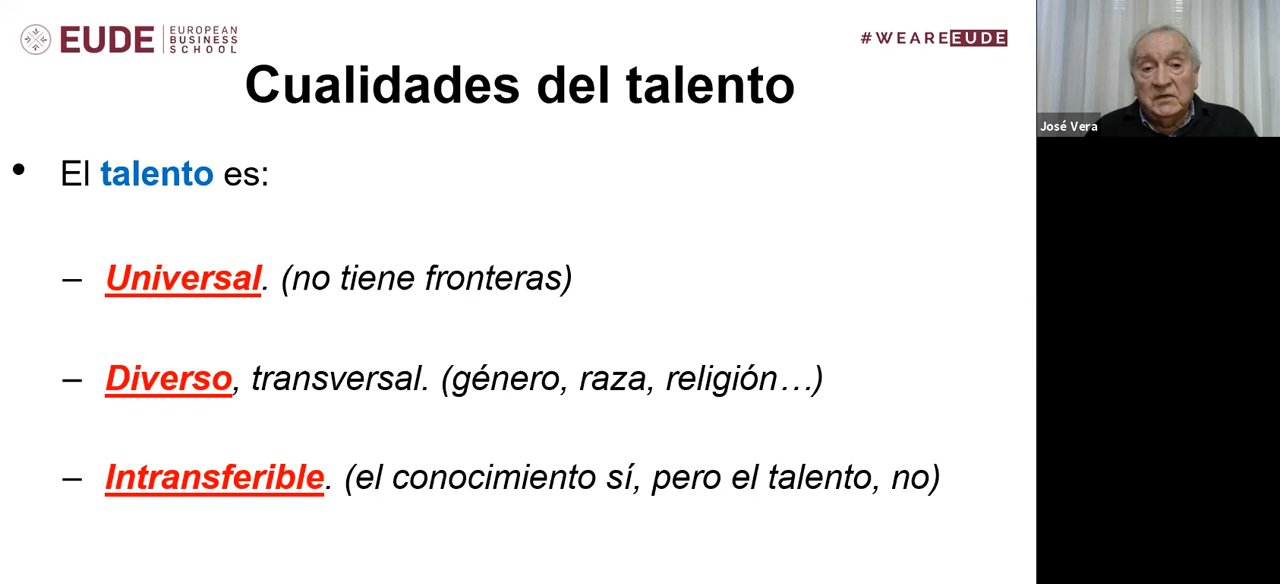 EUDE
EUROPEAN
BUSINESS
SCHOOL
#WEAREEUDE
Cualidades del talento
• El talento es:
– Universal. (no tiene fronteras)
– Diverso, transversal. (género, raza, religión…)
– Intransferible. (el conocimiento sí, pero el talento, no)
José Vera